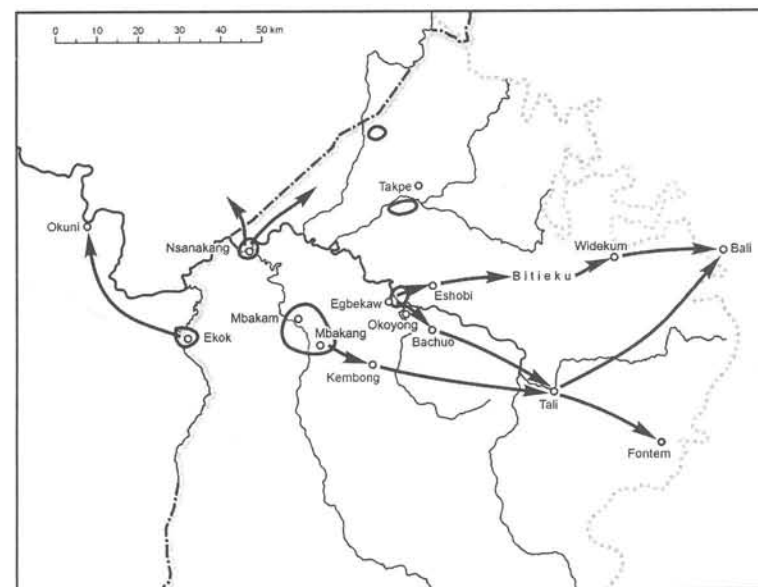 0 10 20 30 40 50 km
Takpe
Okuni
Nsanakang
Widekum
Bali
Bitieku
Eshobi
Egbekaw
Mbakam
Okoyong
Ekok
Mbakang
Bachuo
Kembong
Tali
Fontem